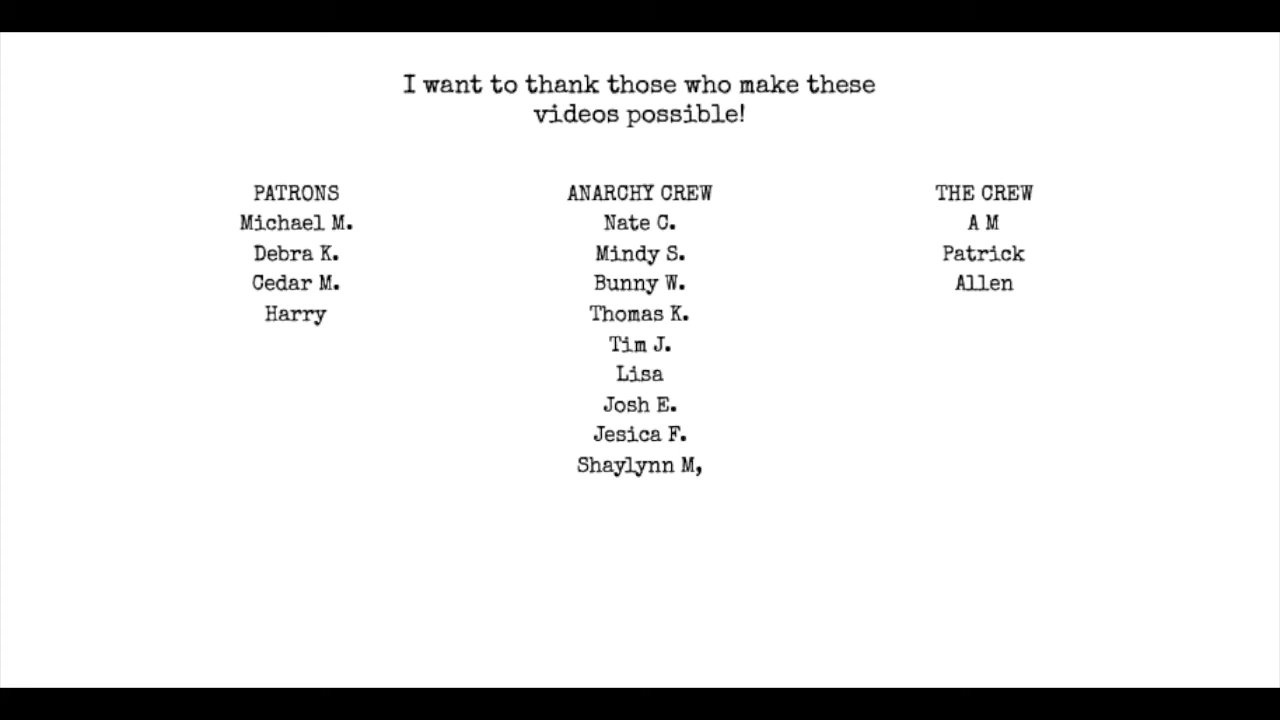 I want to thank those who make these
videos possible!
PATRONS
Michael M.
Debra K.
Cedar M.
Harry
ANARCHY CREW
Nate C.
Mindy S.
Bunny W.
Thomas K.
Tim J.
Lisa
Josh E.
Jesica F.
Shaylynn M,
THE CREW
A M
Patrick
Allen